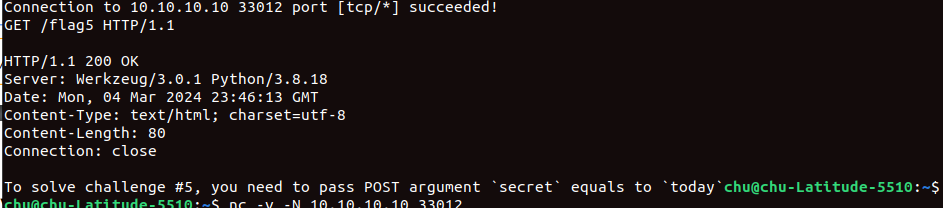 Connection to 10.10.10.10 33012 port [tcp/*] succeeded!
GET /flag5 HTTP/1.1

HTTP/1.1 200 OK
Server: Werkzeug/3.0.1 Python/3.8.18
Date: Mon, 04 Mar 2024 23:46:13 GMT
Content-Type: text/html; charset=utf-8
Content-Length: 80
Connection: close

To solve challenge #5, you need to pass POST argument `secret` equals to `today`chu@chu-Latitude-5510:~$
chu@chu-Latitude-5510:~$ nc -v -N 10.10.10.10 33012